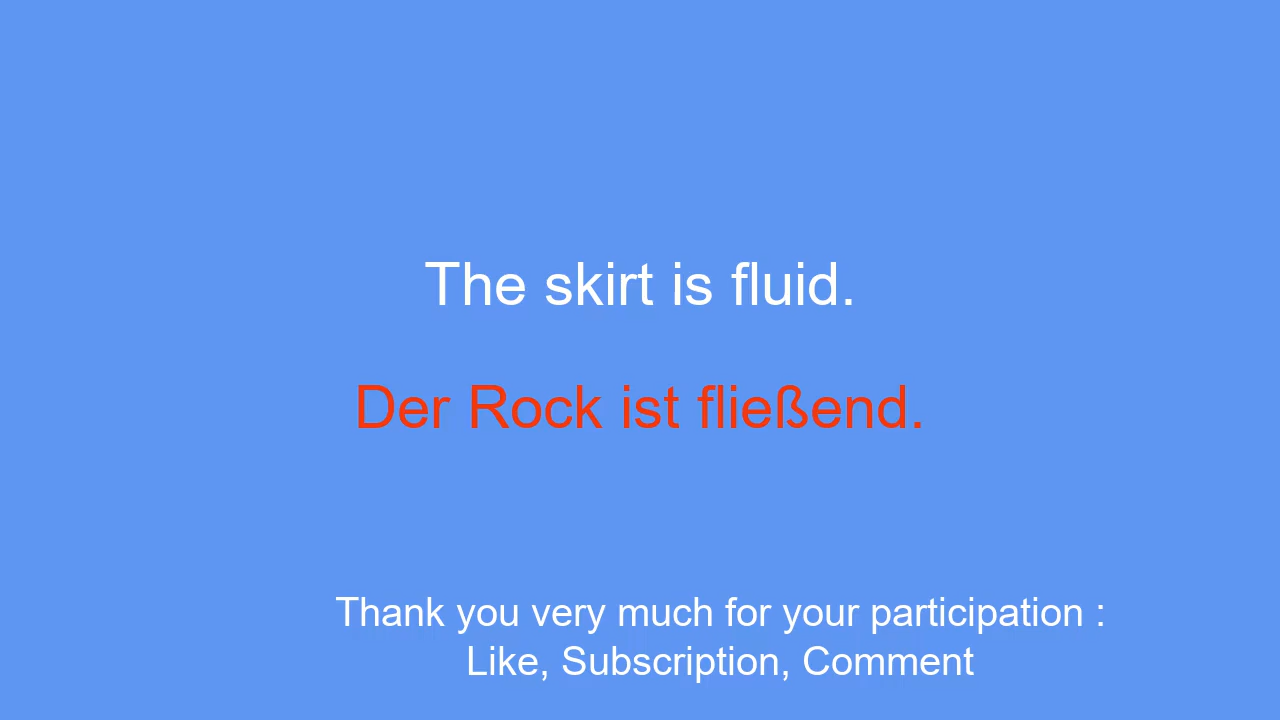 The skirt is fluid.
Der Rock ist fließend.
Thank you very much for your participation :
Like, Subscription, Comment